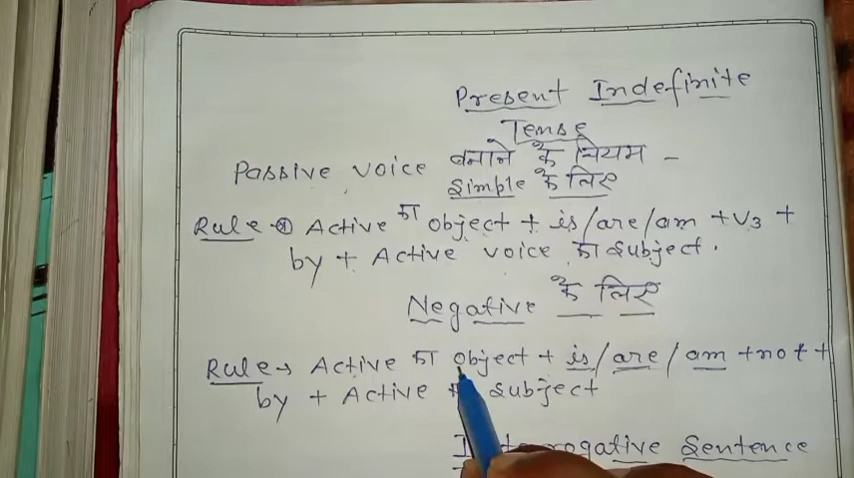 Present Indefinite
Tense
Passive voice बनाने के नियम -
Simple के लिए
Rule → Active का object + is/are/am + V3 +
by + Active voice का Subject.
Negative के लिए
Rule → Active का object + is/are/am + not +
by + Active Subject
Sentence